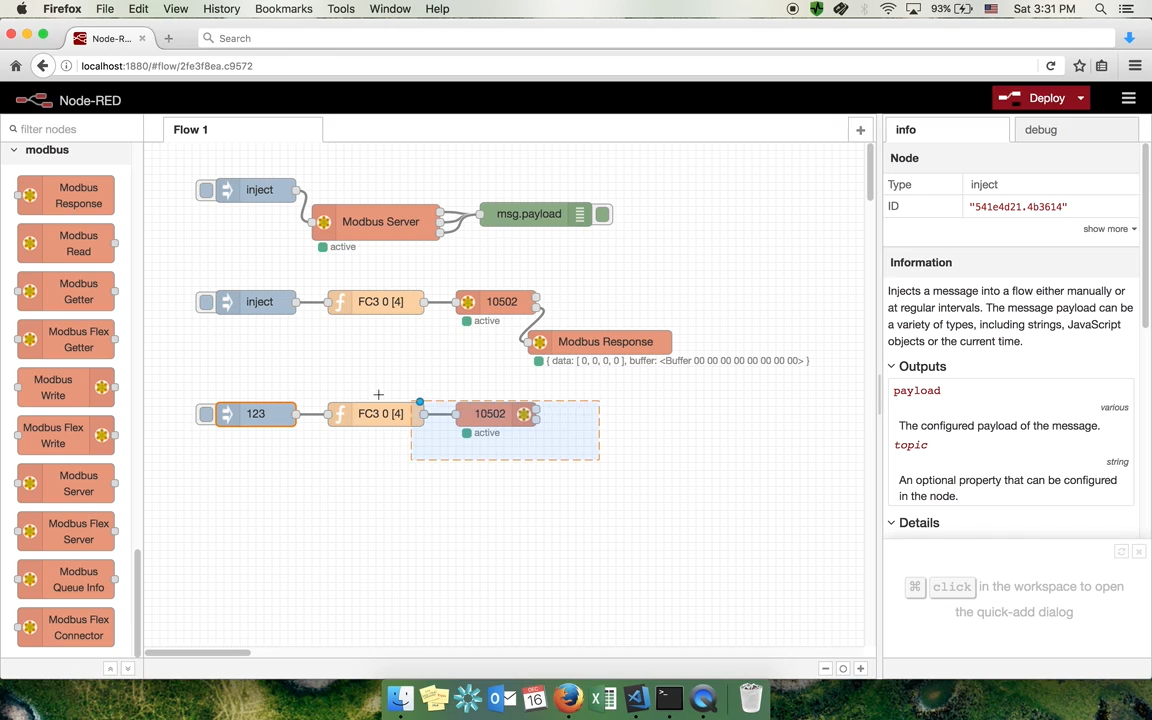 Firefox File Edit View History Bookmarks Tools Window Help 93% Sat 3:31 PM
Node-R... Search
localhost:1880/#flow/2fe3f8ea.c9572
Node-RED Deploy
filter nodes Flow 1 info debug
modbus
Modbus Response
Modbus Read
Modbus Getter
Modbus Flex Getter
Modbus Write
Modbus Flex Write
Modbus Server
Modbus Flex Server
Modbus Queue Info
Modbus Flex Connector
inject
Modbus Server
active
msg.payload
inject
FC3 0 [4]
10502
active
Modbus Response
{ data: [ 0, 0, 0, 0 ], buffer: <Buffer 00 00 00 00 00 00 00 00> }
123
FC3 0 [4]
10502
active
Node
Type inject
ID "541e4d21.4b3614"
show more
Information
Injects a message into a flow either manually or
at regular intervals. The message payload can be
a variety of types, including strings, JavaScript
objects or the current time.
Outputs
payload
various
The configured payload of the message.
topic
string
An optional property that can be configured
in the node.
Details
⌘ click in the workspace to open
the quick-add dialog
DEC
16